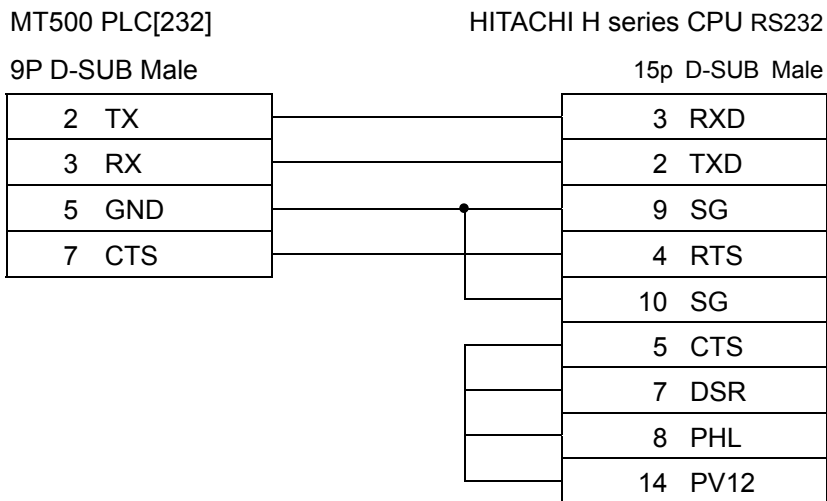 MT500 PLC[232] HITACHI H series CPU RS232
9P D-SUB Male 15p D-SUB Male
2 TX 3 RXD
3 RX 2 TXD
5 GND 9 SG
7 CTS 4 RTS
10 SG
5 CTS
7 DSR
8 PHL
14 PV12